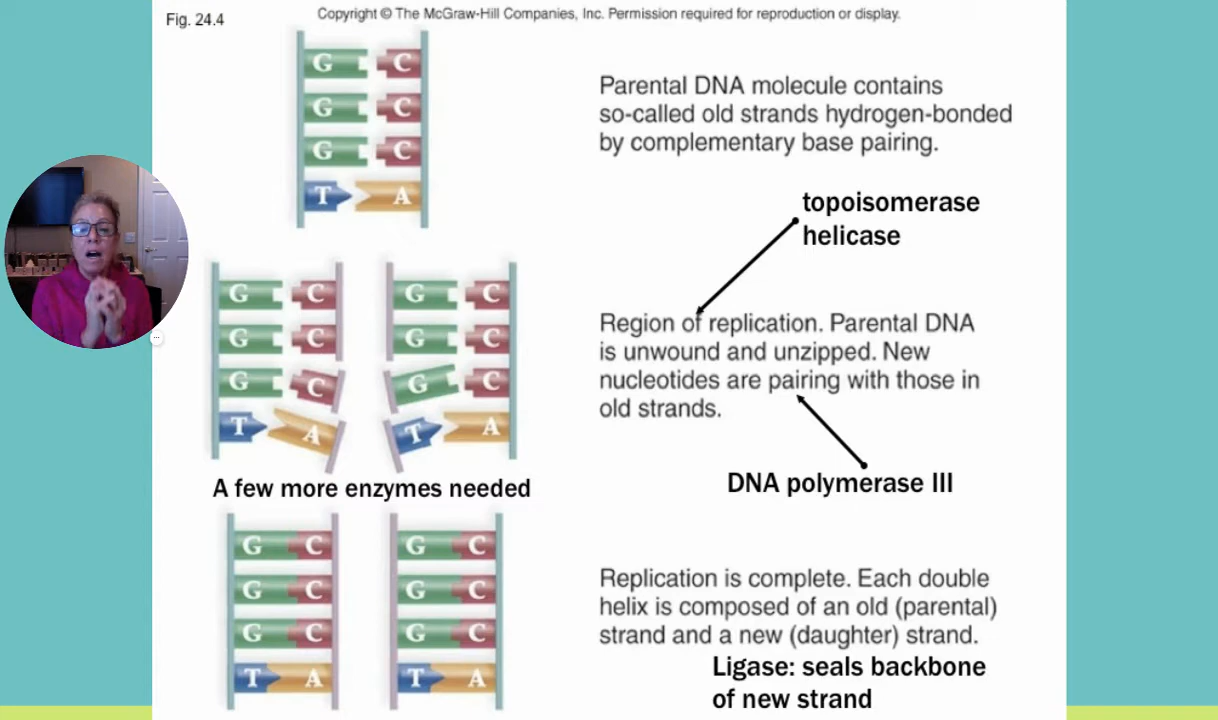 Fig. 24.4
Copyright © The McGraw-Hill Companies, Inc. Permission required for reproduction or display.
G C
G C
G C
T A
Parental DNA molecule contains
so-called old strands hydrogen-bonded
by complementary base pairing.
topoisomerase
helicase
G C G C
G C G C
G C G C
T A T A
Region of replication. Parental DNA
is unwound and unzipped. New
nucleotides are pairing with those in
old strands.
A few more enzymes needed
DNA polymerase III
G C G C
G C G C
G C G C
T A T A
Replication is complete. Each double
helix is composed of an old (parental)
strand and a new (daughter) strand.
Ligase: seals backbone
of new strand